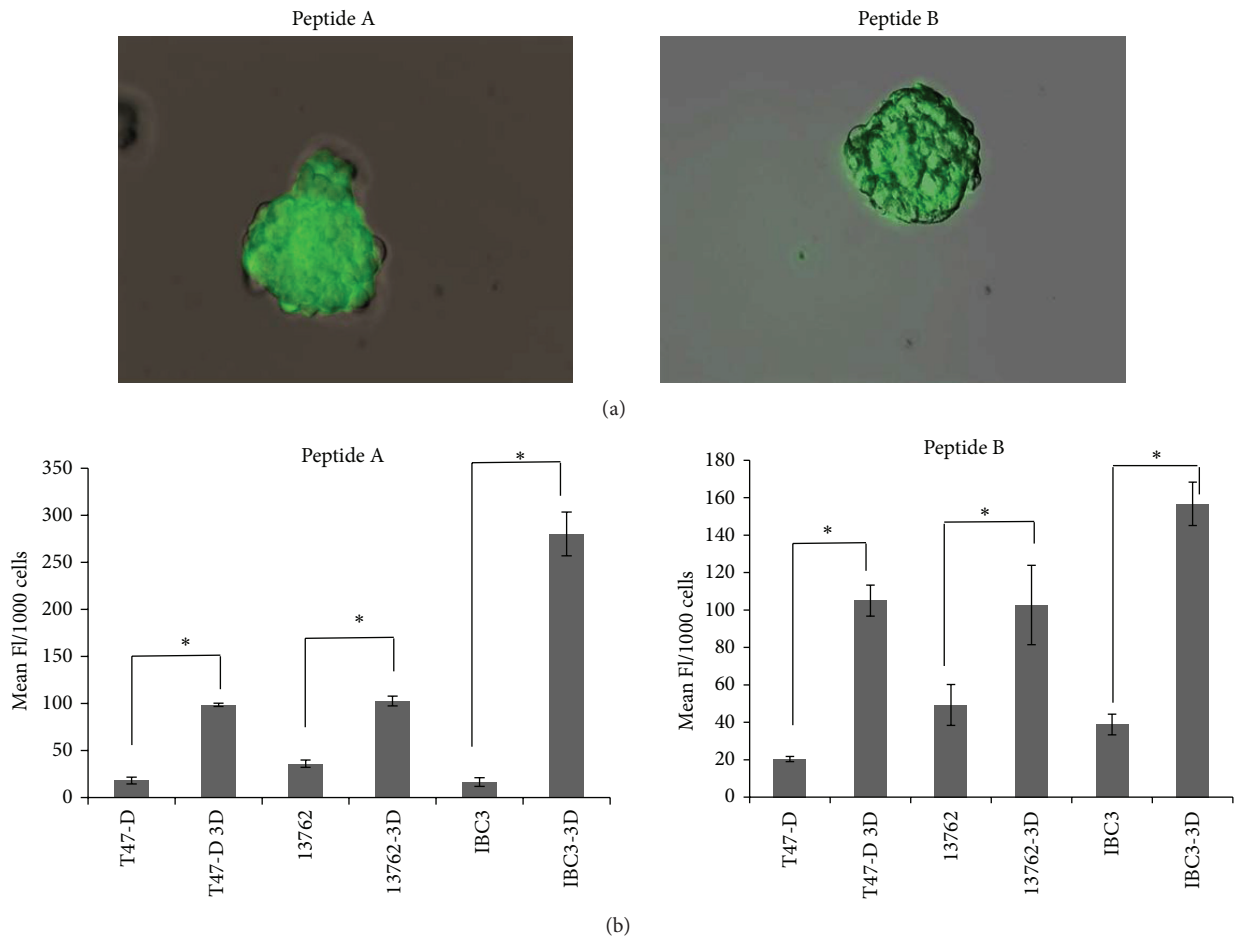 Peptide A
Peptide B
(a)
Peptide A
Mean Fl/1000 cells
350
300
250
200
150
100
50
0
*
*
*
T47-D
T47-D 3D
13762
13762-3D
IBC3
IBC3-3D
Peptide B
Mean Fl/1000 cells
180
160
140
120
100
80
60
40
20
0
*
*
*
T47-D
T47-D 3D
13762
13762-3D
IBC3
IBC3-3D
(b)